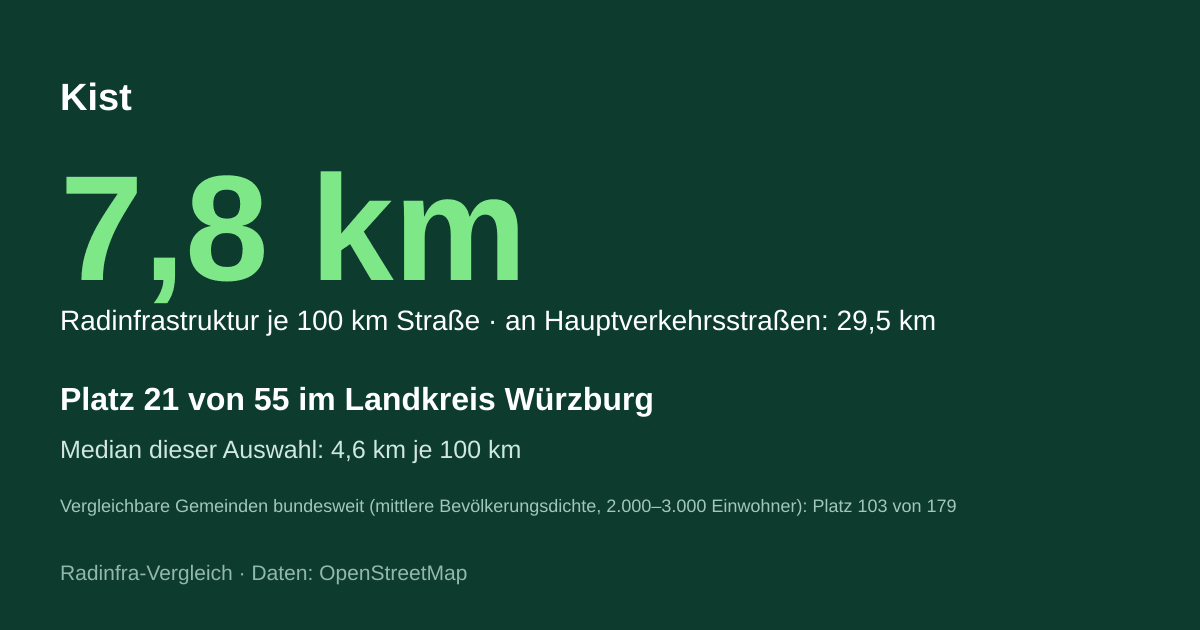 Kist
7,8 km
Radinfrastruktur je 100 km Straße · an Hauptverkehrsstraßen: 29,5 km
Platz 21 von 55 im Landkreis Würzburg
Median dieser Auswahl: 4,6 km je 100 km
Vergleichbare Gemeinden bundesweit (mittlere Bevölkerungsdichte, 2.000–3.000 Einwohner): Platz 103 von 179
Radinfra-Vergleich · Daten: OpenStreetMap